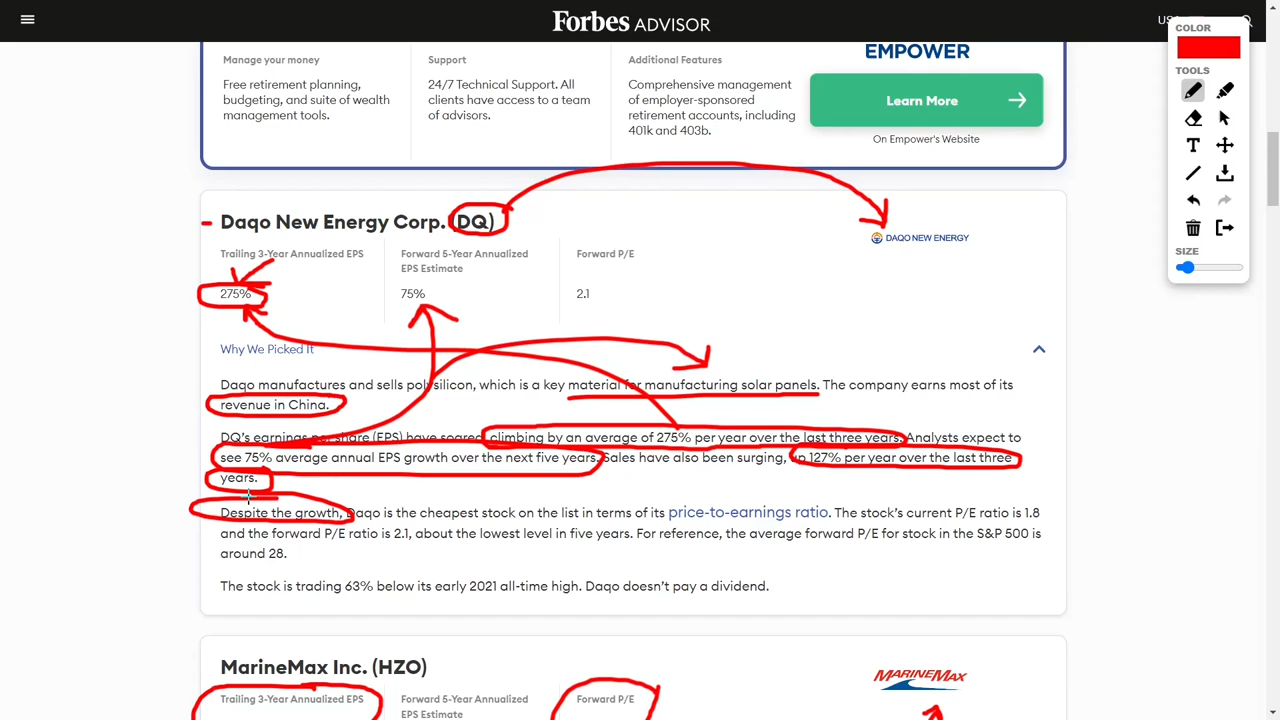 Forbes ADVISOR
US
COLOR
TOOLS
T
SIZE
EMPOWER
Manage your money
Support
Additional Features
Free retirement planning,
budgeting, and suite of wealth
management tools.
24/7 Technical Support. All
clients have access to a team
of advisors.
Comprehensive management
of employer-sponsored
retirement accounts, including
401k and 403b.
Learn More
On Empower's Website
Daqo New Energy Corp. (DQ)
DAQO NEW ENERGY
Trailing 3-Year Annualized EPS
275%
Forward 5-Year Annualized
EPS Estimate
75%
Forward P/E
2.1
Why We Picked It
Daqo manufactures and sells polysilicon, which is a key material for manufacturing solar panels. The company earns most of its
revenue in China.
DQ's earnings per share (EPS) have soared, climbing by an average of 275% per year over the last three years. Analysts expect to
see 75% average annual EPS growth over the next five years. Sales have also been surging, up 127% per year over the last three
years.
Despite the growth, Daqo is the cheapest stock on the list in terms of its price-to-earnings ratio. The stock's current P/E ratio is 1.8
and the forward P/E ratio is 2.1, about the lowest level in five years. For reference, the average forward P/E for stock in the S&P 500 is
around 28.
The stock is trading 63% below its early 2021 all-time high. Daqo doesn't pay a dividend.
MarineMax Inc. (HZO)
MARINEMAX
Trailing 3-Year Annualized EPS
Forward 5-Year Annualized
EPS Estimate
Forward P/E